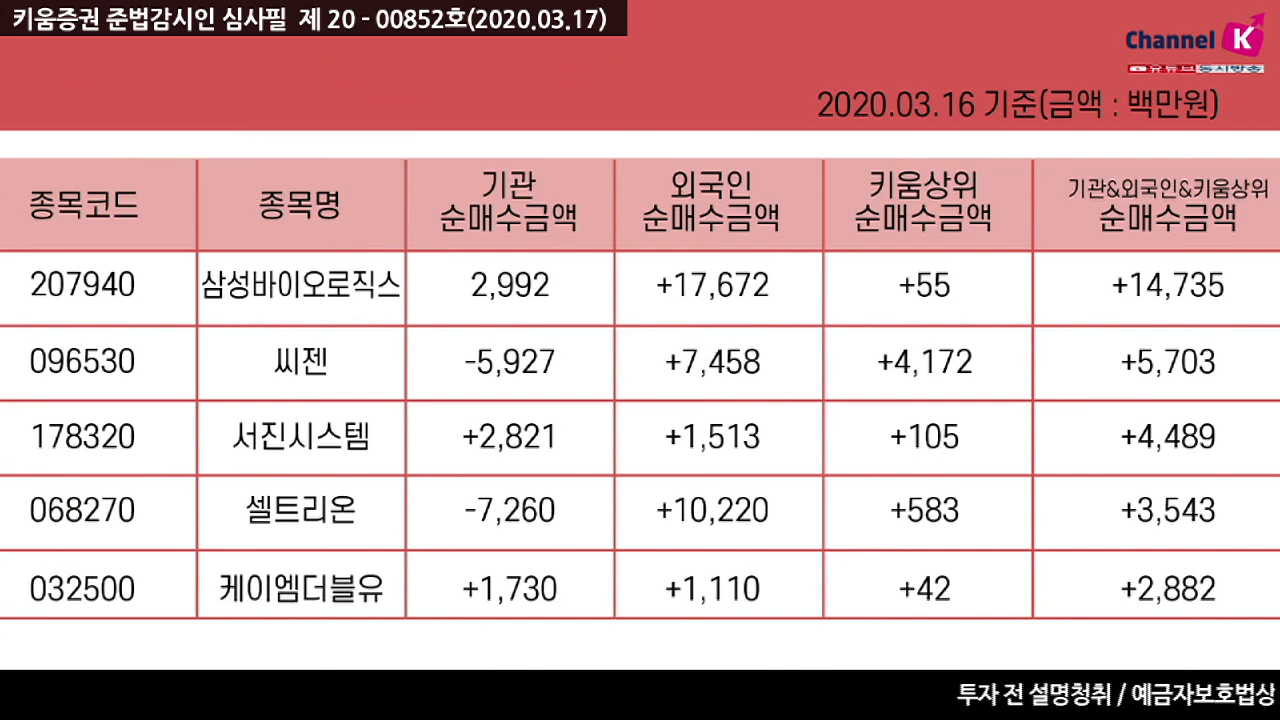 키움증권 준법감시인 심사필 제 20 - 00852호(2020.03.17)
Channel K
유튜브 동시방송
2020.03.16 기준(금액 : 백만원)
종목코드 종목명 기관 순매수금액 외국인 순매수금액 키움상위 순매수금액 기관&외국인&키움상위 순매수금액
207940 삼성바이오로직스 2,992 +17,672 +55 +14,735
096530 씨젠 -5,927 +7,458 +4,172 +5,703
178320 서진시스템 +2,821 +1,513 +105 +4,489
068270 셀트리온 -7,260 +10,220 +583 +3,543
032500 케이엠더블유 +1,730 +1,110 +42 +2,882
투자 전 설명청취 / 예금자보호법상